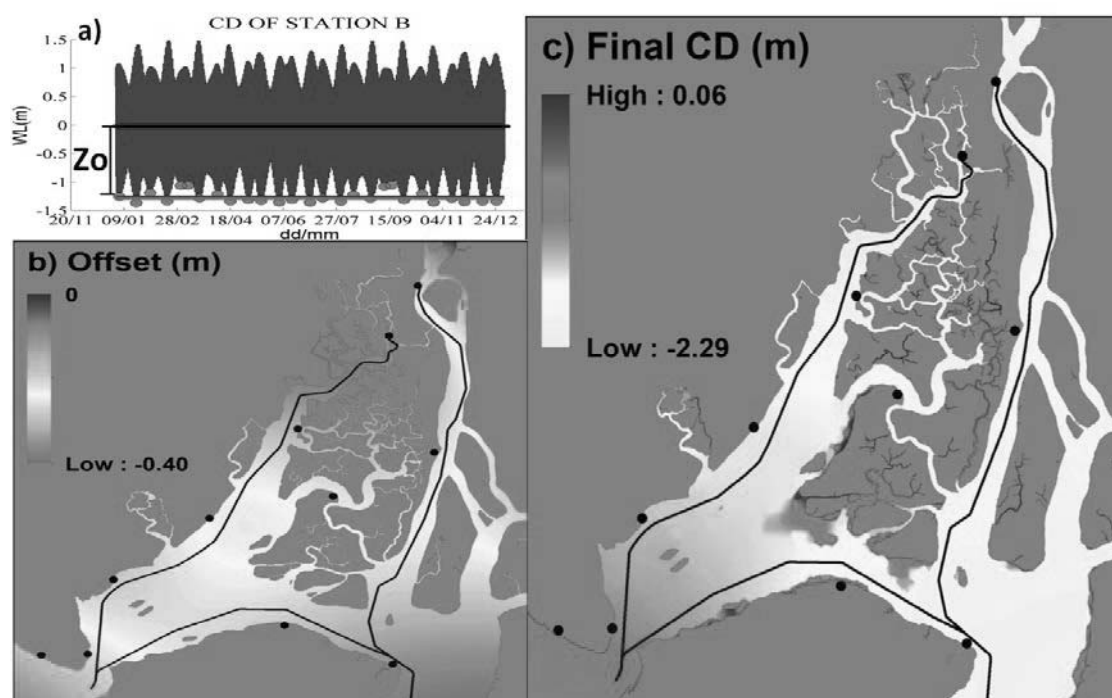 a)
CD OF STATION B
1.5
1
0.5
0
-0.5
-1
-1.5
WL(m)
Zo
20/11 09/01 28/02 18/04 07/06 27/07 15/09 04/11 24/12
dd/mm
b) Offset (m)
0
Low : -0.40
c) Final CD (m)
High : 0.06
Low : -2.29